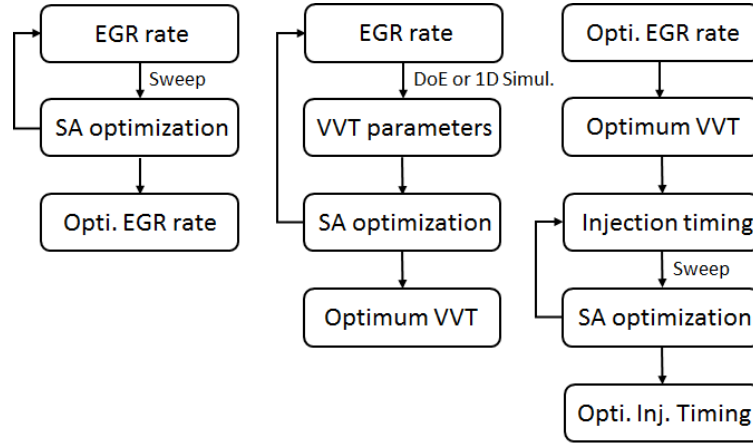 EGR rate
Sweep
SA optimization
Opti. EGR rate
EGR rate
DoE or 1D Simul.
VVT parameters
SA optimization
Optimum VVT
Opti. EGR rate
Optimum VVT
Injection timing
Sweep
SA optimization
Opti. Inj. Timing